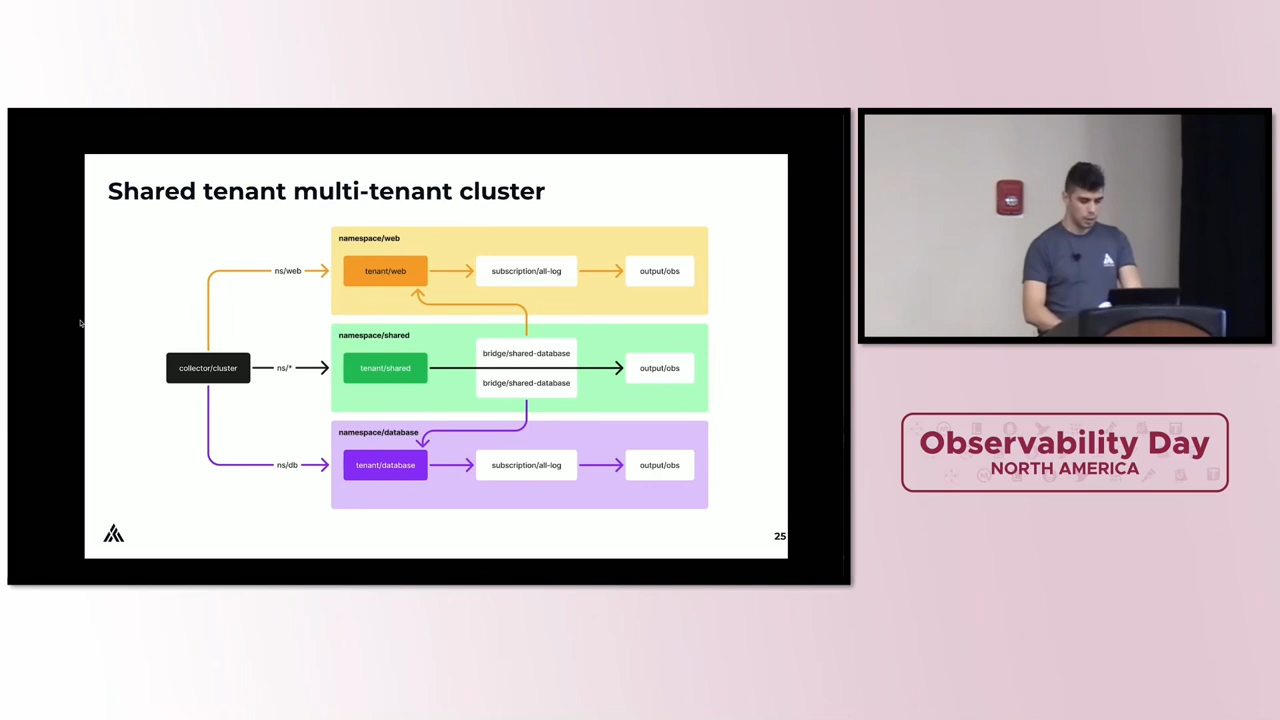 Shared tenant multi-tenant cluster
namespace/web
ns/web
tenant/web
subscription/all-log
output/obs
namespace/shared
bridge/shared-database
collector/cluster
ns/*
tenant/shared
output/obs
bridge/shared-database
namespace/database
ns/db
tenant/database
subscription/all-log
output/obs
25
Observability Day
NORTH AMERICA